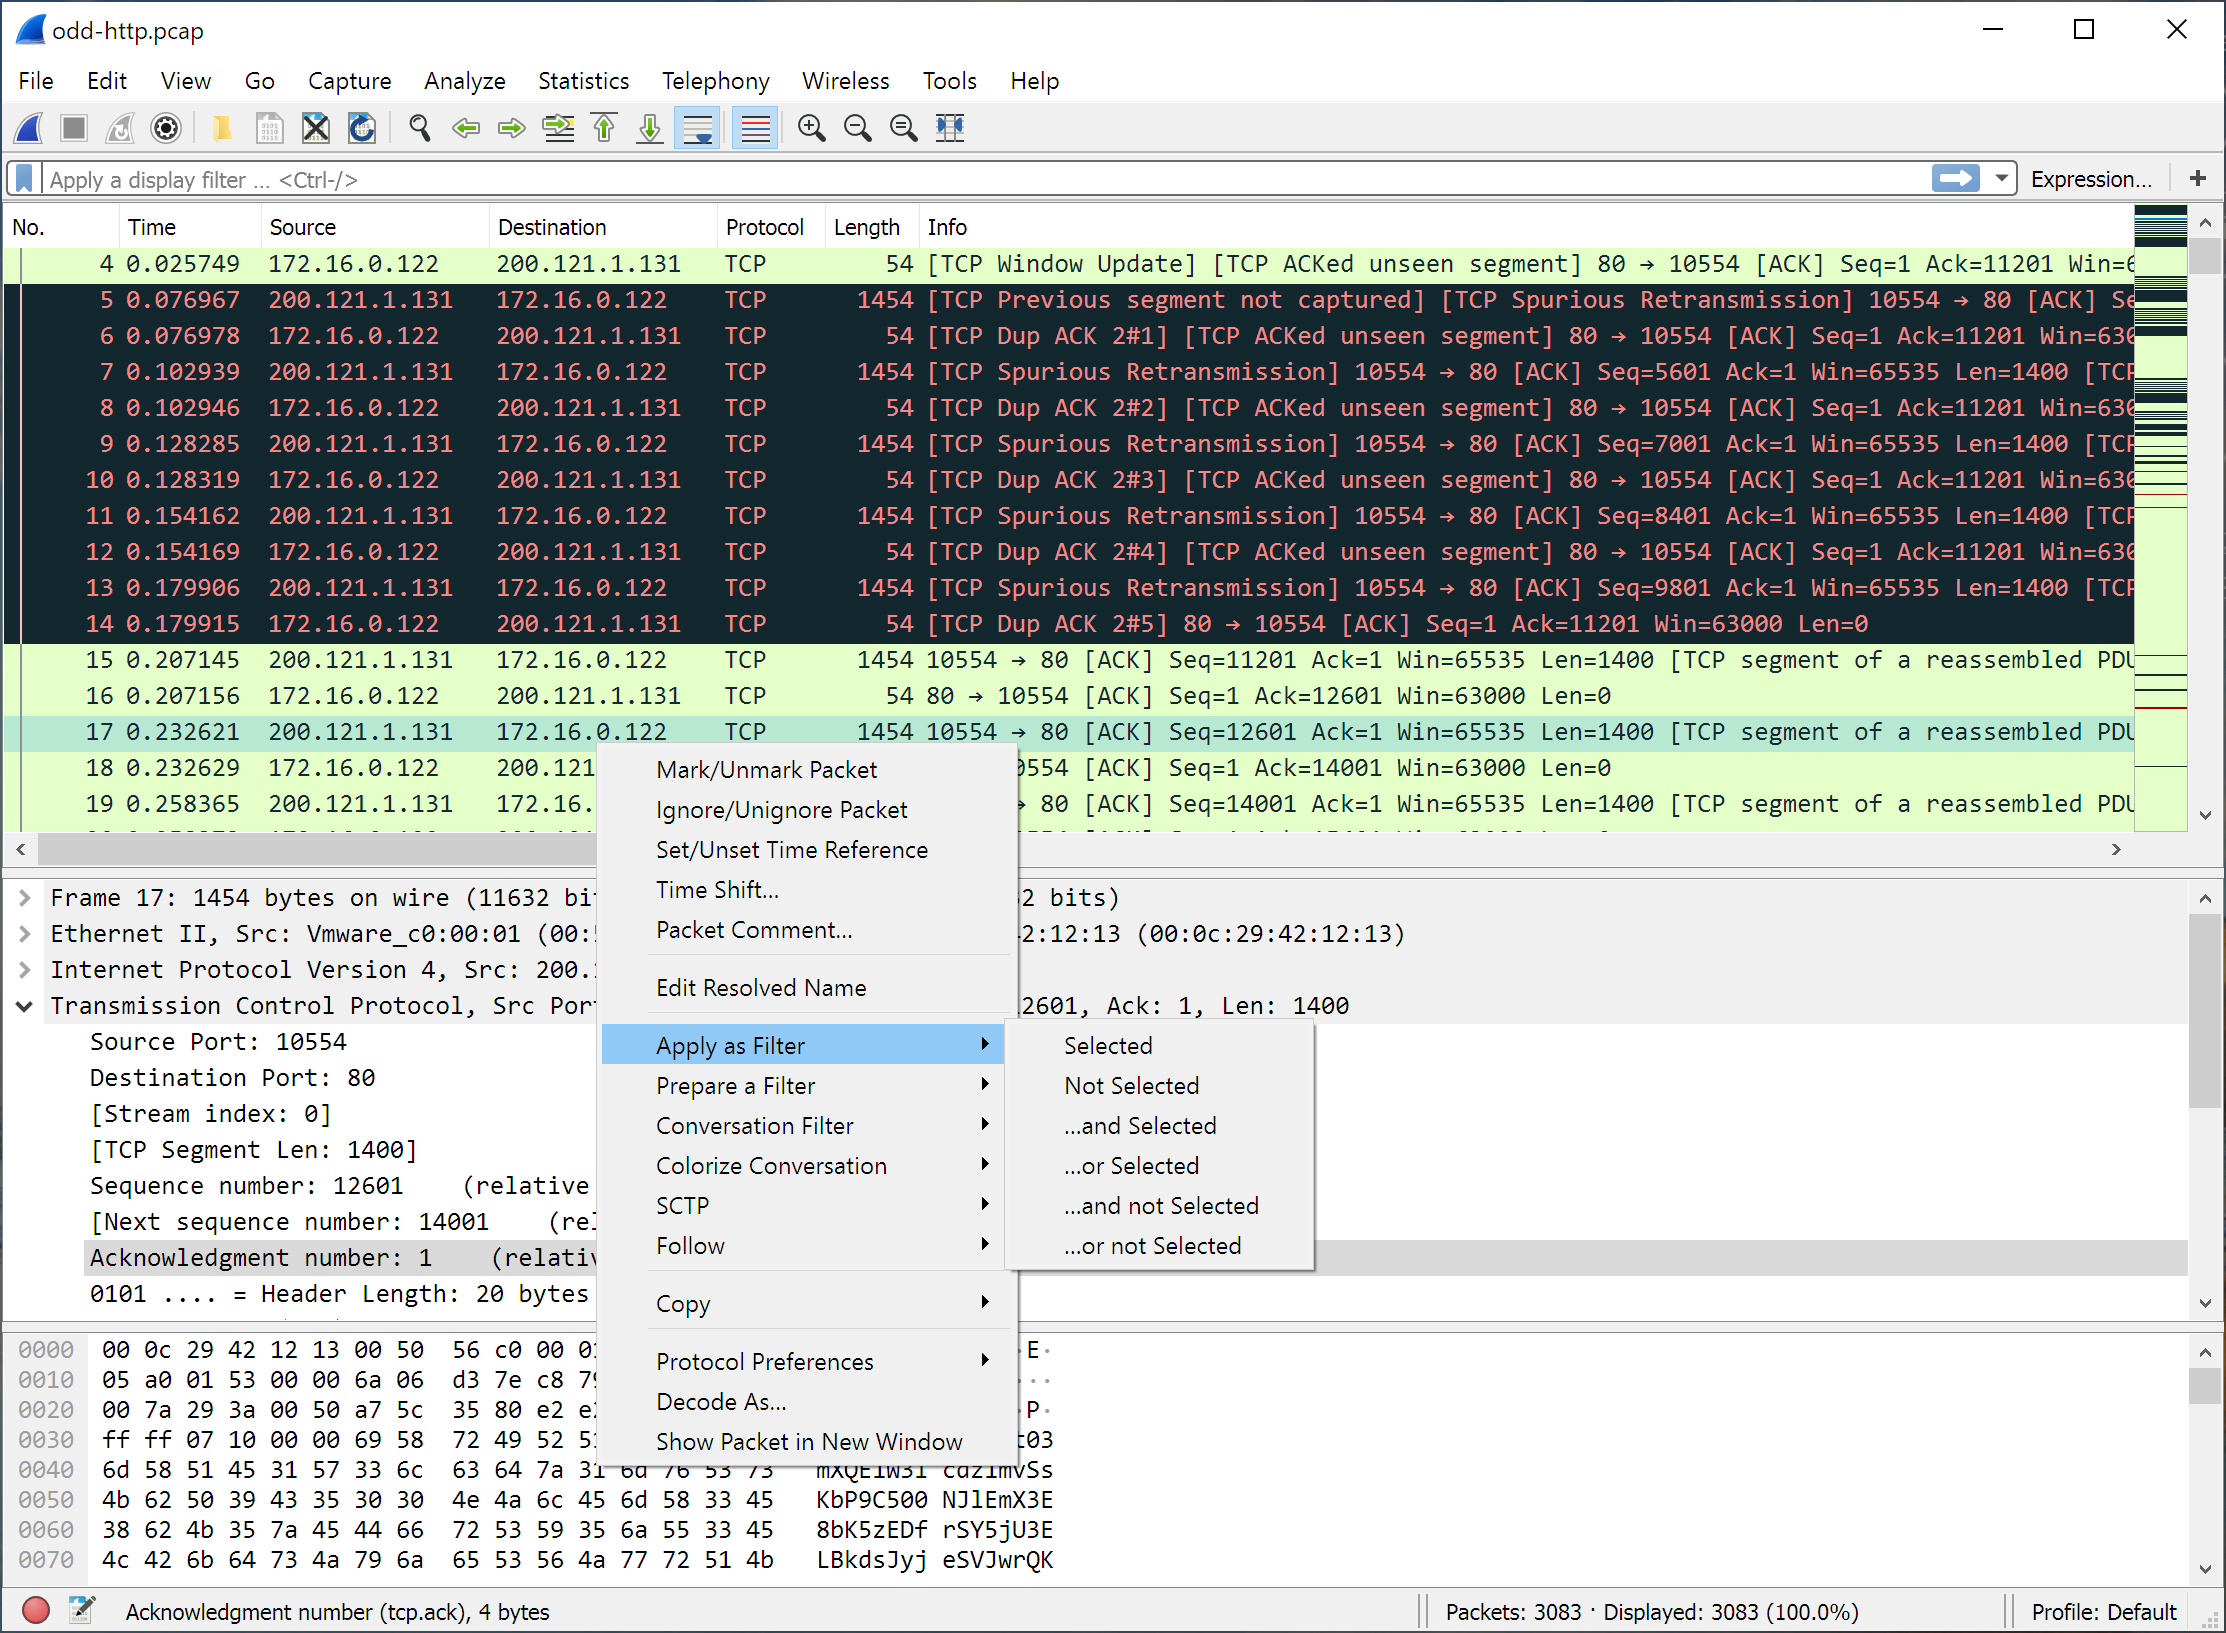 odd-http.pcap
File Edit View Go Capture Analyze Statistics Telephony Wireless Tools Help
Apply a display filter ... <Ctrl-/> Expression... +
No. Time Source Destination Protocol Length Info
4 0.025749 172.16.0.122 200.121.1.131 TCP 54 [TCP Window Update] [TCP ACKed unseen segment] 80 → 10554 [ACK] Seq=1 Ack=11201 Win=6
5 0.076967 200.121.1.131 172.16.0.122 TCP 1454 [TCP Previous segment not captured] [TCP Spurious Retransmission] 10554 → 80 [ACK] Se
6 0.076978 172.16.0.122 200.121.1.131 TCP 54 [TCP Dup ACK 2#1] [TCP ACKed unseen segment] 80 → 10554 [ACK] Seq=1 Ack=11201 Win=630
7 0.102939 200.121.1.131 172.16.0.122 TCP 1454 [TCP Spurious Retransmission] 10554 → 80 [ACK] Seq=5601 Ack=1 Win=65535 Len=1400 [TCP
8 0.102946 172.16.0.122 200.121.1.131 TCP 54 [TCP Dup ACK 2#2] [TCP ACKed unseen segment] 80 → 10554 [ACK] Seq=1 Ack=11201 Win=630
9 0.128285 200.121.1.131 172.16.0.122 TCP 1454 [TCP Spurious Retransmission] 10554 → 80 [ACK] Seq=7001 Ack=1 Win=65535 Len=1400 [TCP
10 0.128319 172.16.0.122 200.121.1.131 TCP 54 [TCP Dup ACK 2#3] [TCP ACKed unseen segment] 80 → 10554 [ACK] Seq=1 Ack=11201 Win=630
11 0.154162 200.121.1.131 172.16.0.122 TCP 1454 [TCP Spurious Retransmission] 10554 → 80 [ACK] Seq=8401 Ack=1 Win=65535 Len=1400 [TCP
12 0.154169 172.16.0.122 200.121.1.131 TCP 54 [TCP Dup ACK 2#4] [TCP ACKed unseen segment] 80 → 10554 [ACK] Seq=1 Ack=11201 Win=630
13 0.179906 200.121.1.131 172.16.0.122 TCP 1454 [TCP Spurious Retransmission] 10554 → 80 [ACK] Seq=9801 Ack=1 Win=65535 Len=1400 [TCP
14 0.179915 172.16.0.122 200.121.1.131 TCP 54 [TCP Dup ACK 2#5] 80 → 10554 [ACK] Seq=1 Ack=11201 Win=63000 Len=0
15 0.207145 200.121.1.131 172.16.0.122 TCP 1454 10554 → 80 [ACK] Seq=11201 Ack=1 Win=65535 Len=1400 [TCP segment of a reassembled PDU
16 0.207156 172.16.0.122 200.121.1.131 TCP 54 80 → 10554 [ACK] Seq=1 Ack=12601 Win=63000 Len=0
17 0.232621 200.121.1.131 172.16.0.122 TCP 1454 10554 → 80 [ACK] Seq=12601 Ack=1 Win=65535 Len=1400 [TCP segment of a reassembled PDU
18 0.232629 172.16.0.122 200.121 0554 [ACK] Seq=1 Ack=14001 Win=63000 Len=0
19 0.258365 200.121.1.131 172.16. → 80 [ACK] Seq=14001 Ack=1 Win=65535 Len=1400 [TCP segment of a reassembled PDU
Mark/Unmark Packet
Ignore/Unignore Packet
Set/Unset Time Reference
Time Shift...
Packet Comment...
Edit Resolved Name
Apply as Filter
Prepare a Filter
Conversation Filter
Colorize Conversation
SCTP
Follow
Copy
Protocol Preferences
Decode As...
Show Packet in New Window
Selected
Not Selected
...and Selected
...or Selected
...and not Selected
...or not Selected
Frame 17: 1454 bytes on wire (11632 bi 2 bits)
Ethernet II, Src: Vmware_c0:00:01 (00: 2:12:13 (00:0c:29:42:12:13)
Internet Protocol Version 4, Src: 200.
Transmission Control Protocol, Src Por 2601, Ack: 1, Len: 1400
Source Port: 10554
Destination Port: 80
[Stream index: 0]
[TCP Segment Len: 1400]
Sequence number: 12601 (relative
[Next sequence number: 14001 (rel
Acknowledgment number: 1 (relativ
0101 .... = Header Length: 20 bytes
0000 00 0c 29 42 12 13 00 50 56 c0 00 01 ·E·
0010 05 a0 01 53 00 00 6a 06 d3 7e c8 79 ···
0020 00 7a 29 3a 00 50 a7 5c 35 80 e2 e2 ·P·
0030 ff ff 07 10 00 00 69 58 72 49 52 51 t03
0040 6d 58 51 45 31 57 33 6c 63 64 7a 31 6d 76 53 73 mXQE1W3l cdz1mvSs
0050 4b 62 50 39 43 35 30 30 4e 4a 6c 45 6d 58 33 45 KbP9C500 NJlEmX3E
0060 38 62 4b 35 7a 45 44 66 72 53 59 35 6a 55 33 45 8bK5zEDf rSY5jU3E
0070 4c 42 6b 64 73 4a 79 6a 65 53 56 4a 77 72 51 4b LBkdsJyj eSVJwrQK
Acknowledgment number (tcp.ack), 4 bytes Packets: 3083 · Displayed: 3083 (100.0%) Profile: Default